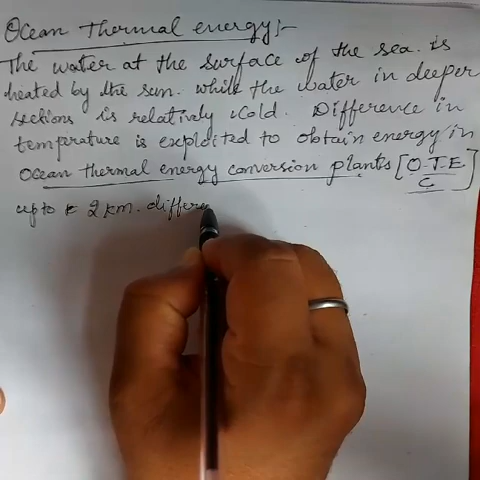 Ocean Thermal energy:-
The water at the surface of the sea. is
heated by the sun. while the water in deeper
sections is relatively cold. Difference in
temperature is exploited to obtain energy in
Ocean thermal energy conversion plants [O.T.E
C]
upto 2 km. differe